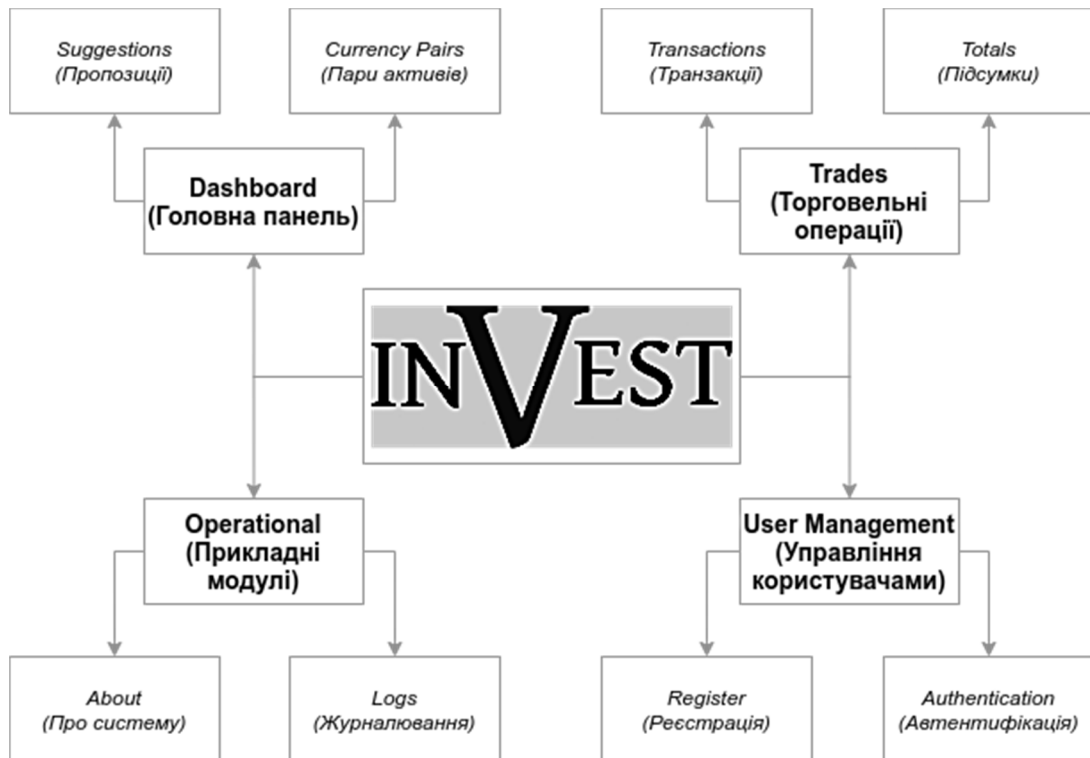 Suggestions
(Пропозиції)
Currency Pairs
(Пари активів)
Transactions
(Транзакції)
Totals
(Підсумки)
Dashboard
(Головна панель)
Trades
(Торговельні
операції)
INVEST
Operational
(Прикладні
модулі)
User Management
(Управління
користувачами)
About
(Про систему)
Logs
(Журналювання)
Register
(Реєстрація)
Authentication
(Автентифікація)